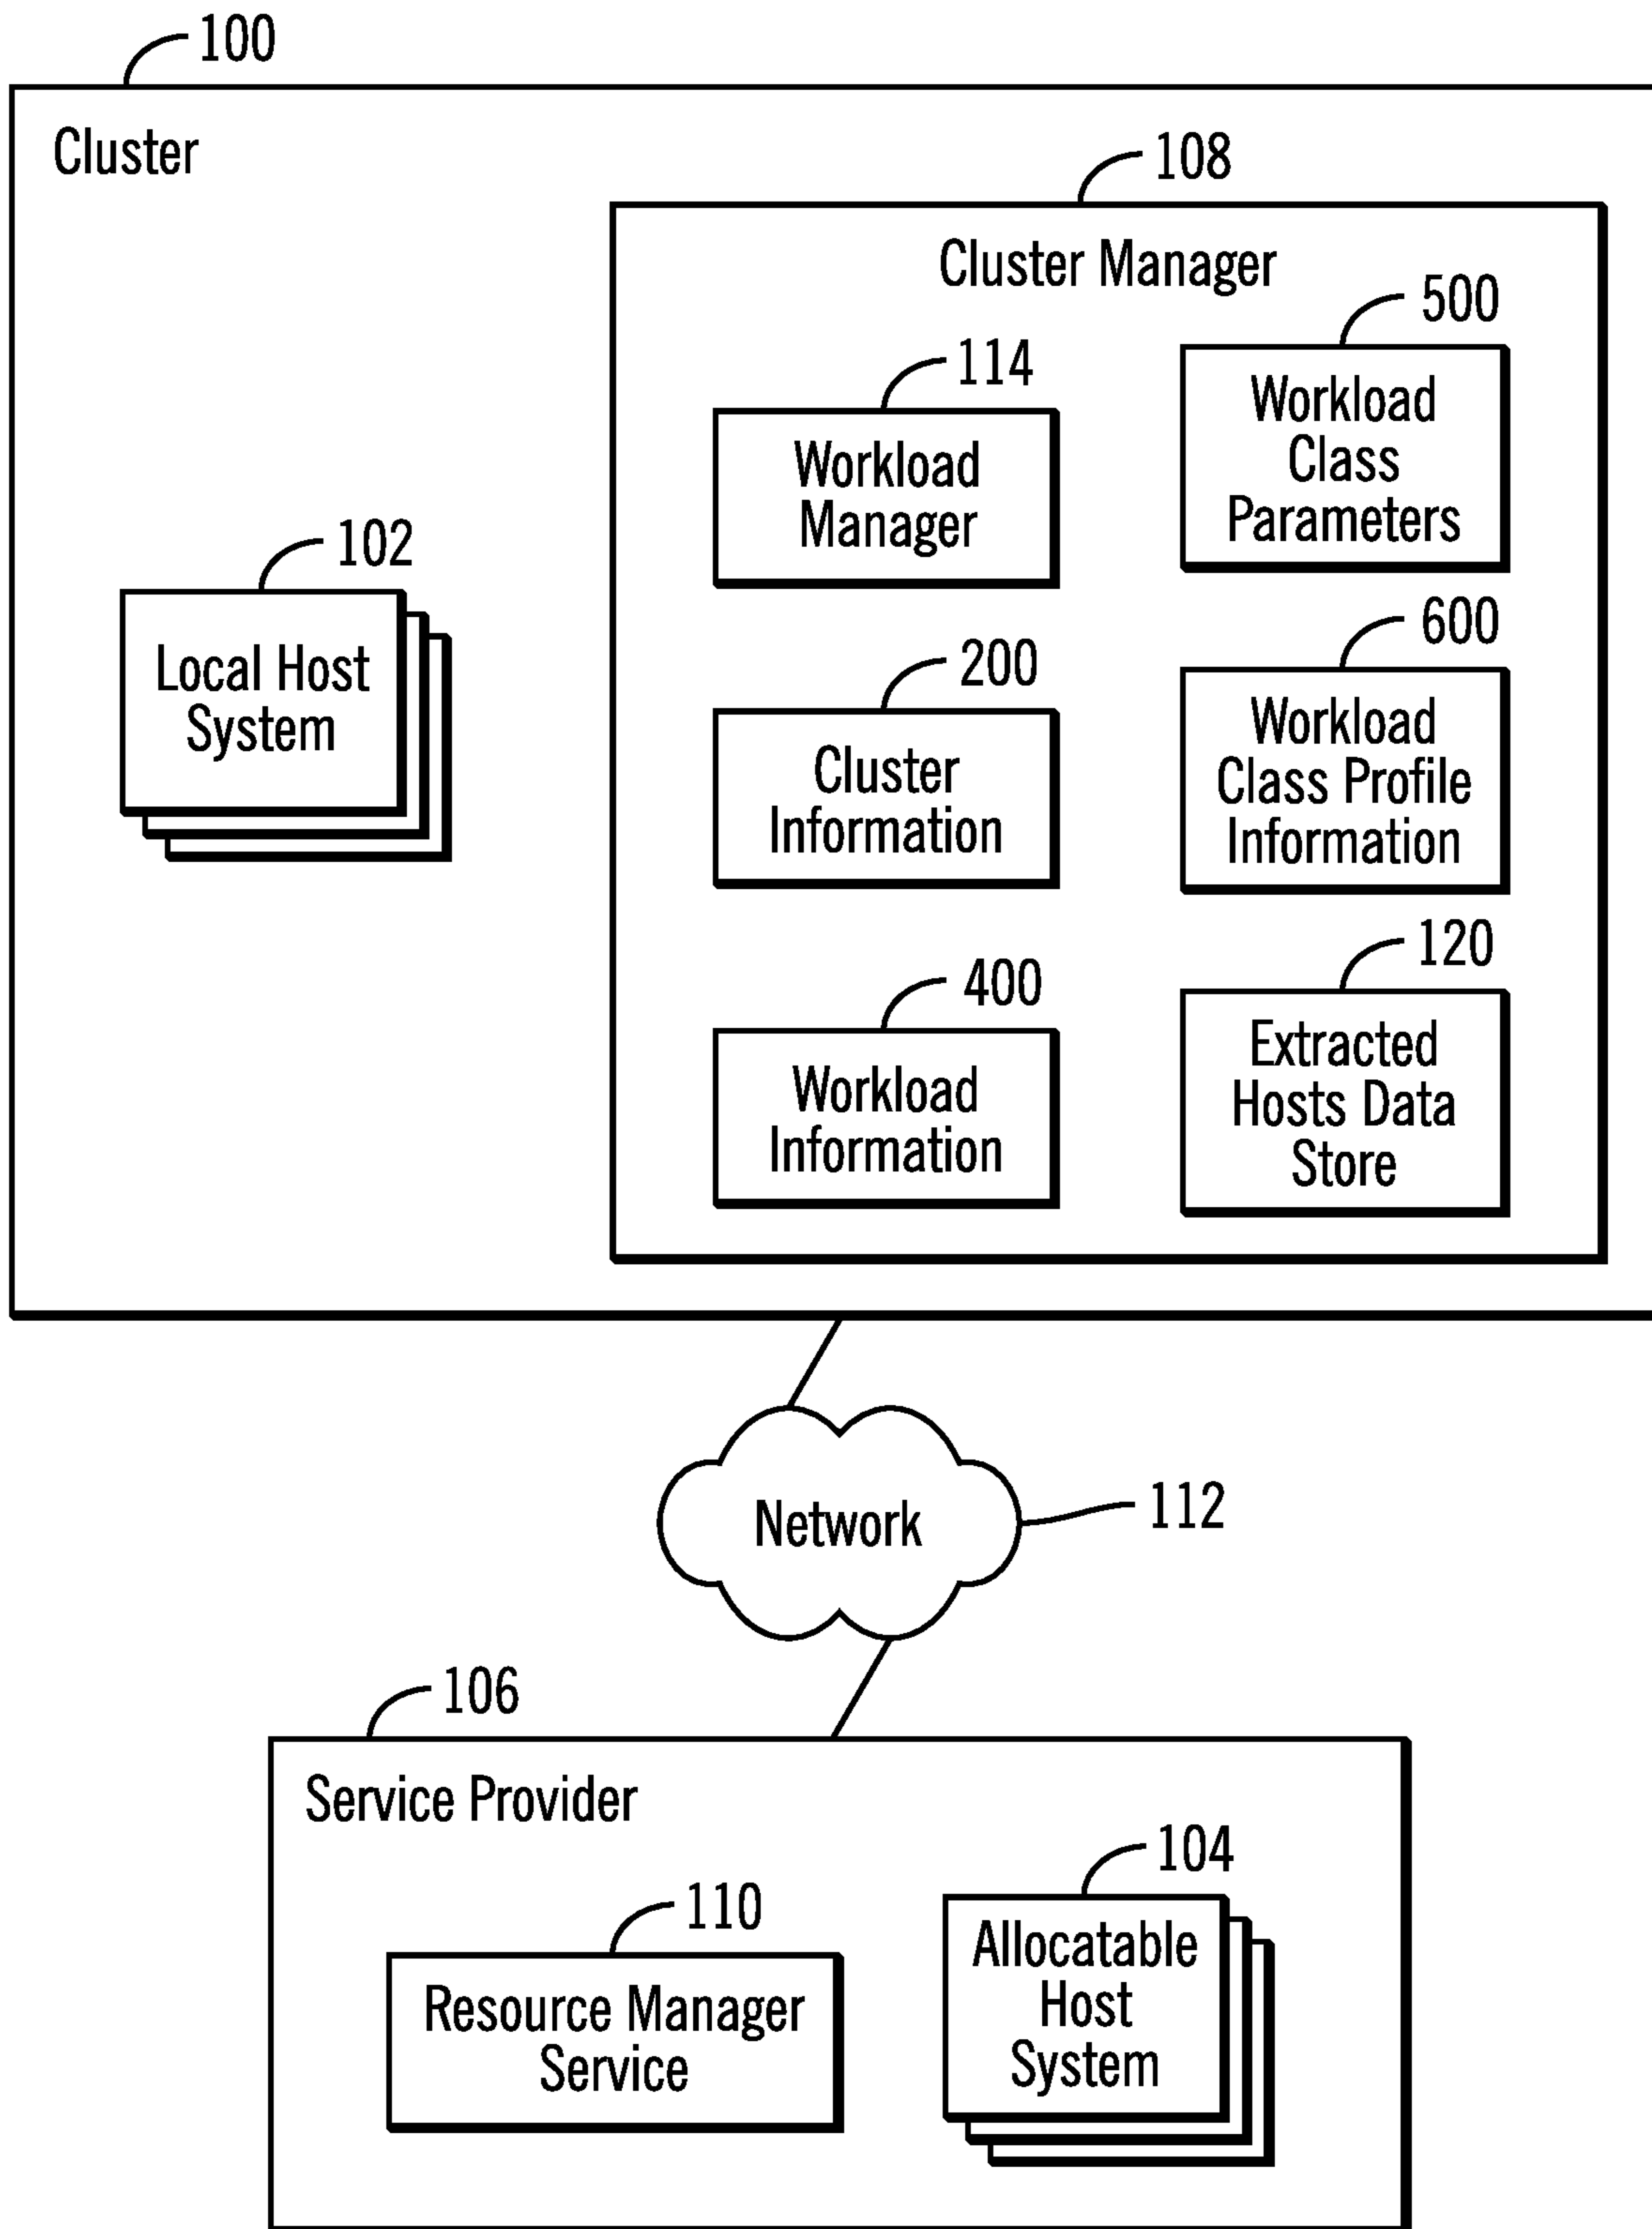 100
Cluster
108
Cluster Manager
500
114
Workload
Class
Parameters
Workload
Manager
102
Local Host
System
600
200
Workload
Class Profile
Information
Cluster
Information
120
400
Extracted
Hosts Data
Store
Workload
Information
Network
112
106
Service Provider
104
110
Allocatable
Host
System
Resource Manager
Service